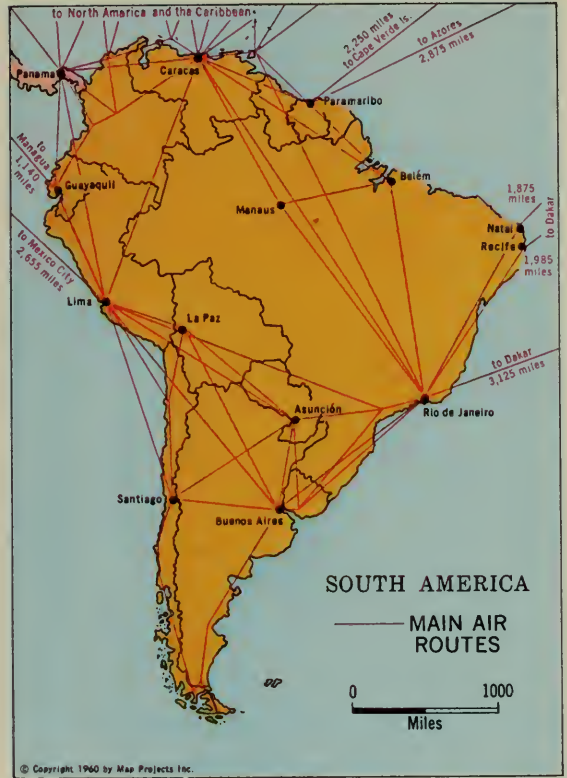 to North America and the Caribbean
2,250 miles
to Cape Verde Is.
to Azores
2,875 miles
Panama
Caracas
Paramaribo
to
Managua
1,140
miles
Guayaquil
Belém
Manaus
1,875
miles
Natal
to Dakar
Recife
1,985
miles
to Mexico City
2,655 miles
Lima
La Paz
to Dakar
3,125 miles
Asunción
Rio de Janeiro
Santiago
Buenos Aires
SOUTH AMERICA
MAIN AIR
ROUTES
0 1000
Miles
© Copyright 1960 by Map Projects Inc.